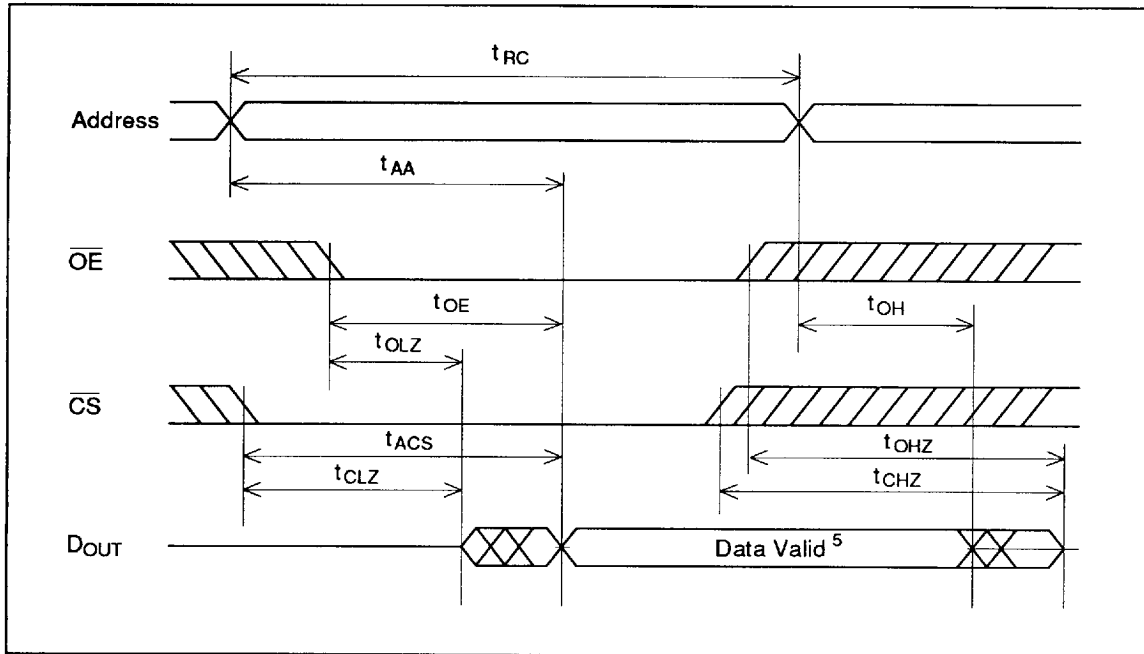 tRC
Address
tAA
OE
tOE
tOH
tOLZ
CS
tACS
tOHZ
tCLZ
tCHZ
DOUT
Data Valid 5